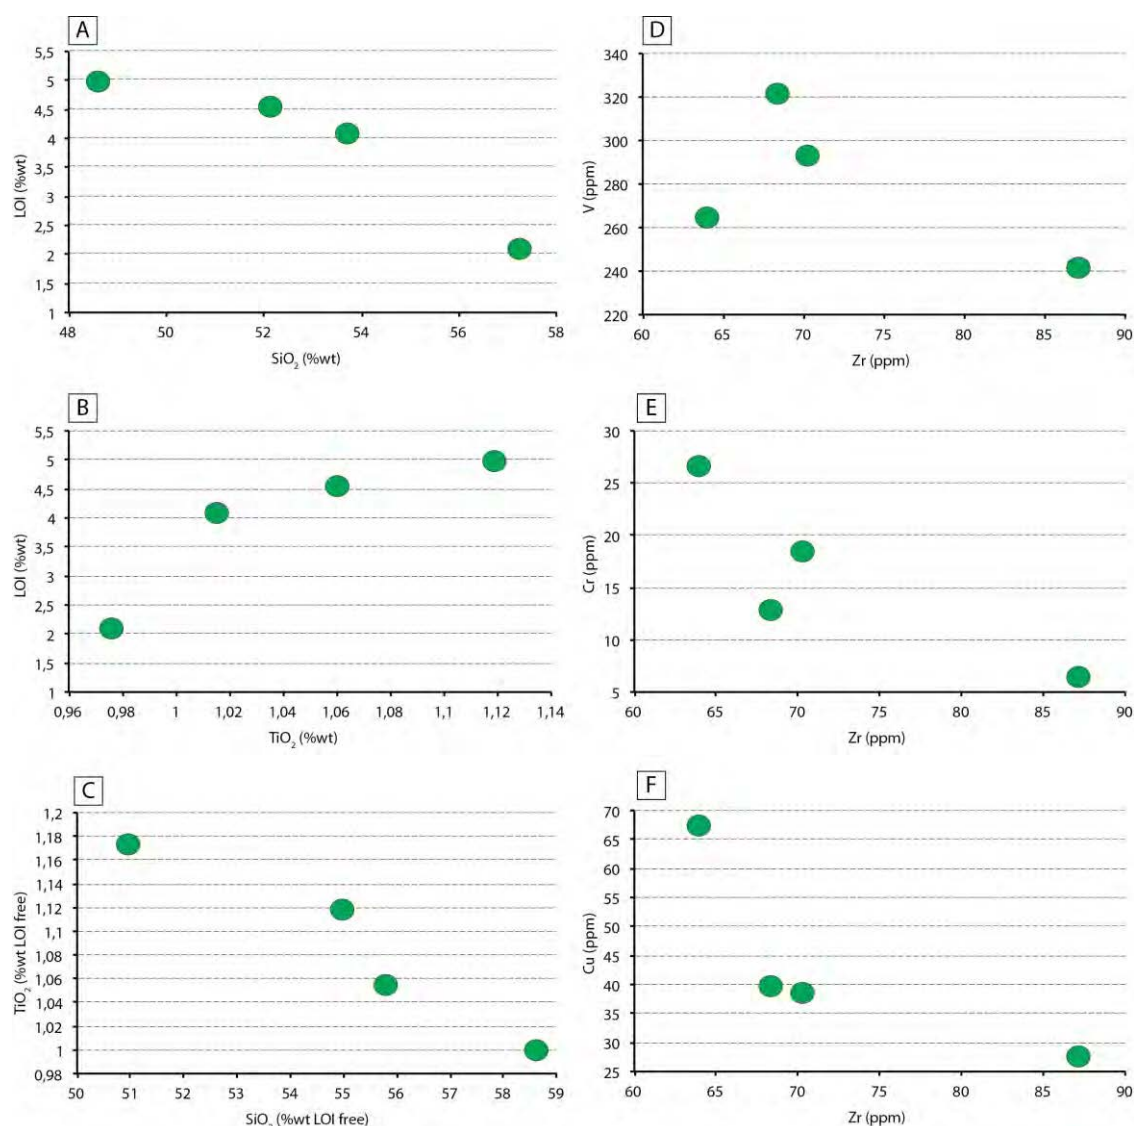 A
5,5
5
4,5
4
3,5
3
2,5
2
1,5
1
LOI (%wt)
48 50 52 54 56 58
SiO2 (%wt)
D
340
320
300
280
260
240
220
V (ppm)
60 65 70 75 80 85 90
Zr (ppm)
B
5,5
5
4,5
4
3,5
3
2,5
2
1,5
1
LOI (%wt)
0,96 0,98 1 1,02 1,04 1,06 1,08 1,1 1,12 1,14
TiO2 (%wt)
E
30
25
20
15
10
5
Cr (ppm)
60 65 70 75 80 85 90
Zr (ppm)
C
1,2
1,18
1,16
1,14
1,12
1,1
1,08
1,06
1,04
1,02
1
0,98
TiO2 (%wt LOI free)
50 51 52 53 54 55 56 57 58 59
SiO2 (%wt LOI free)
F
70
65
60
55
50
45
40
35
30
25
Cu (ppm)
60 65 70 75 80 85 90
Zr (ppm)